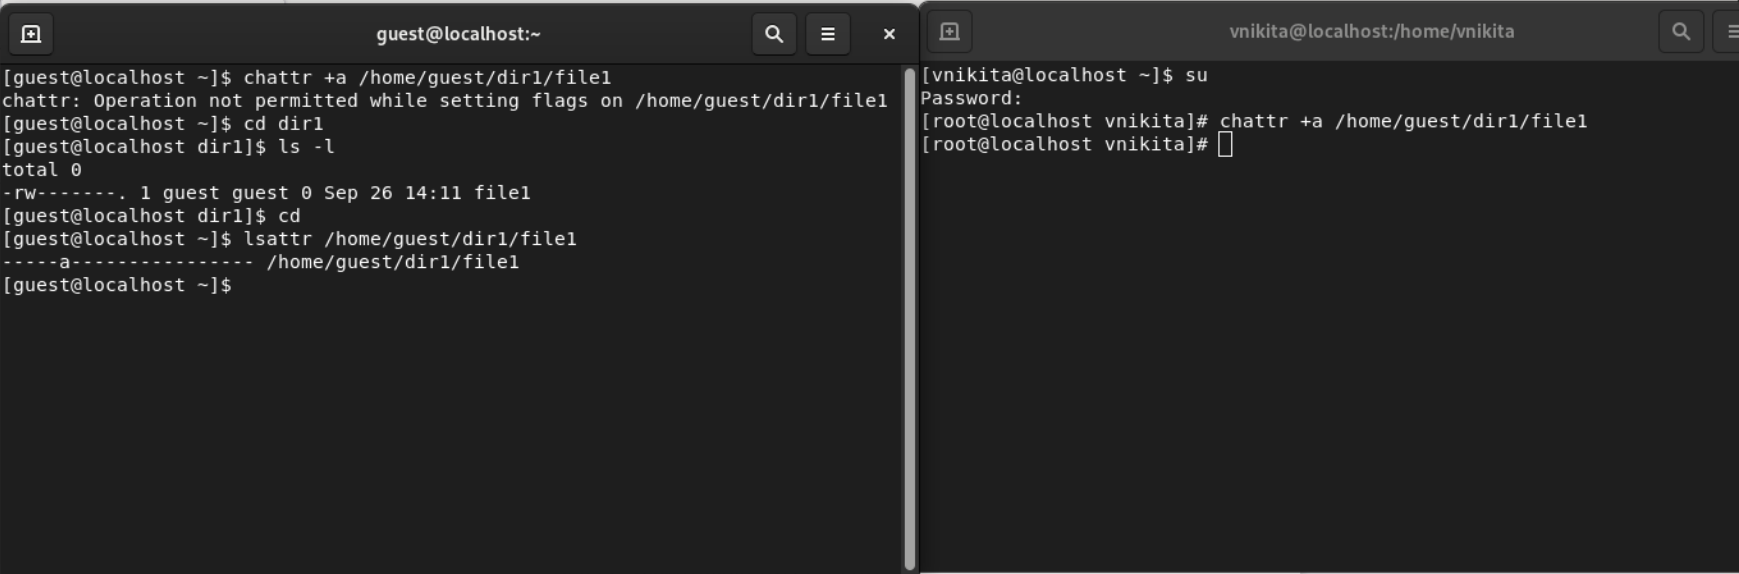 guest@localhost:~
[guest@localhost ~]$ chattr +a /home/guest/dir1/file1
chattr: Operation not permitted while setting flags on /home/guest/dir1/file1
[guest@localhost ~]$ cd dir1
[guest@localhost dir1]$ ls -l
total 0
-rw-------. 1 guest guest 0 Sep 26 14:11 file1
[guest@localhost dir1]$ cd
[guest@localhost ~]$ lsattr /home/guest/dir1/file1
-----a---------------- /home/guest/dir1/file1
[guest@localhost ~]$
vnikita@localhost:/home/vnikita
[vnikita@localhost ~]$ su
Password:
[root@localhost vnikita]# chattr +a /home/guest/dir1/file1
[root@localhost vnikita]#